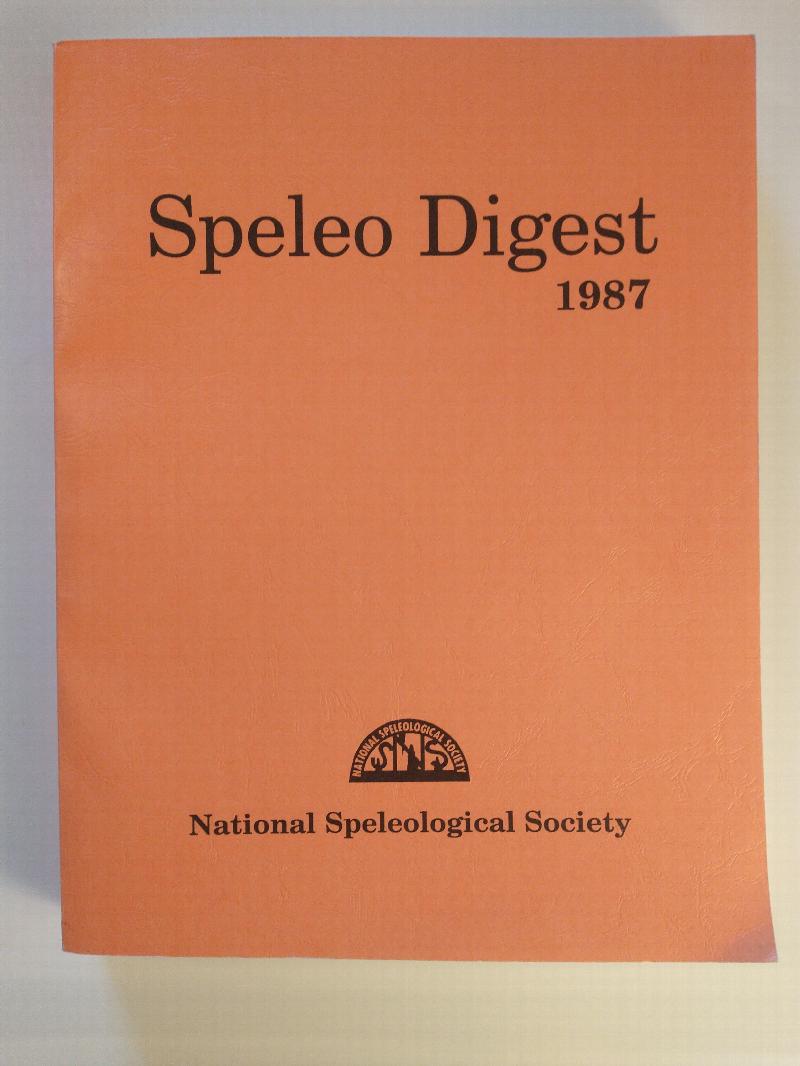 Speleo Digest
1987
NATIONAL SPELEOLOGICAL SOCIETY
NSS
National Speleological Society